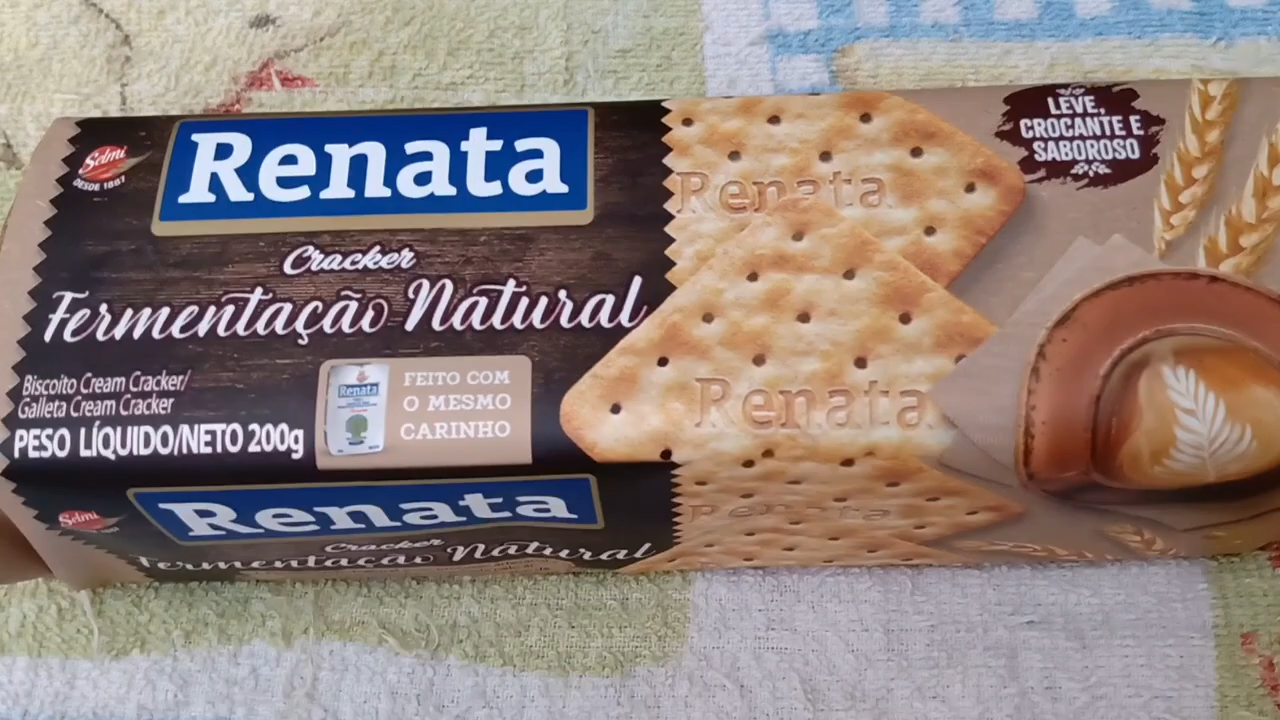 Selmi
DESDE 1887
Renata
Cracker
Fermentação Natural
Biscoito Cream Cracker/
Galleta Cream Cracker
PESO LÍQUIDO/NETO 200g
Renata
FEITO COM
O MESMO
CARINHO
Renata
Renata
LEVE,
CROCANTE E
SABOROSO
Selmi
Renata
Cracker
Fermentação Natural
Renata